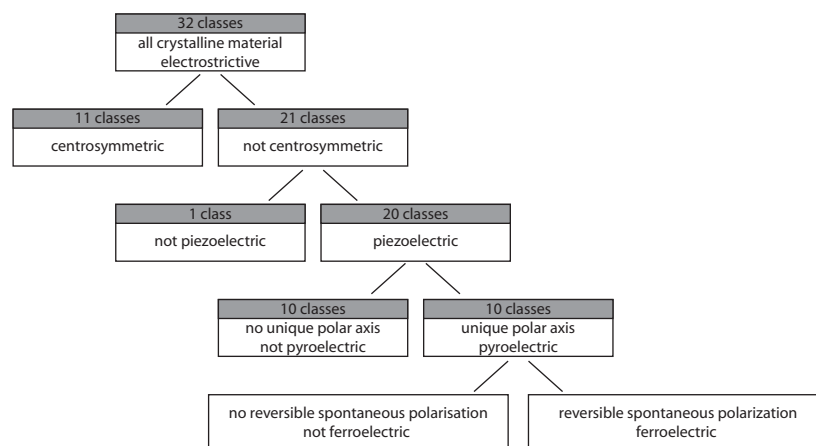 32 classes
all crystalline material
electrostrictive
11 classes
centrosymmetric
21 classes
not centrosymmetric
1 class
not piezoelectric
20 classes
piezoelectric
10 classes
no unique polar axis
not pyroelectric
10 classes
unique polar axis
pyroelectric
no reversible spontaneous polarisation
not ferroelectric
reversible spontaneous polarization
ferroelectric